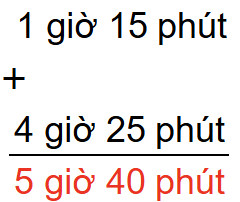 1 giờ 15 phút
+
4 giờ 25 phút
5 giờ 40 phút